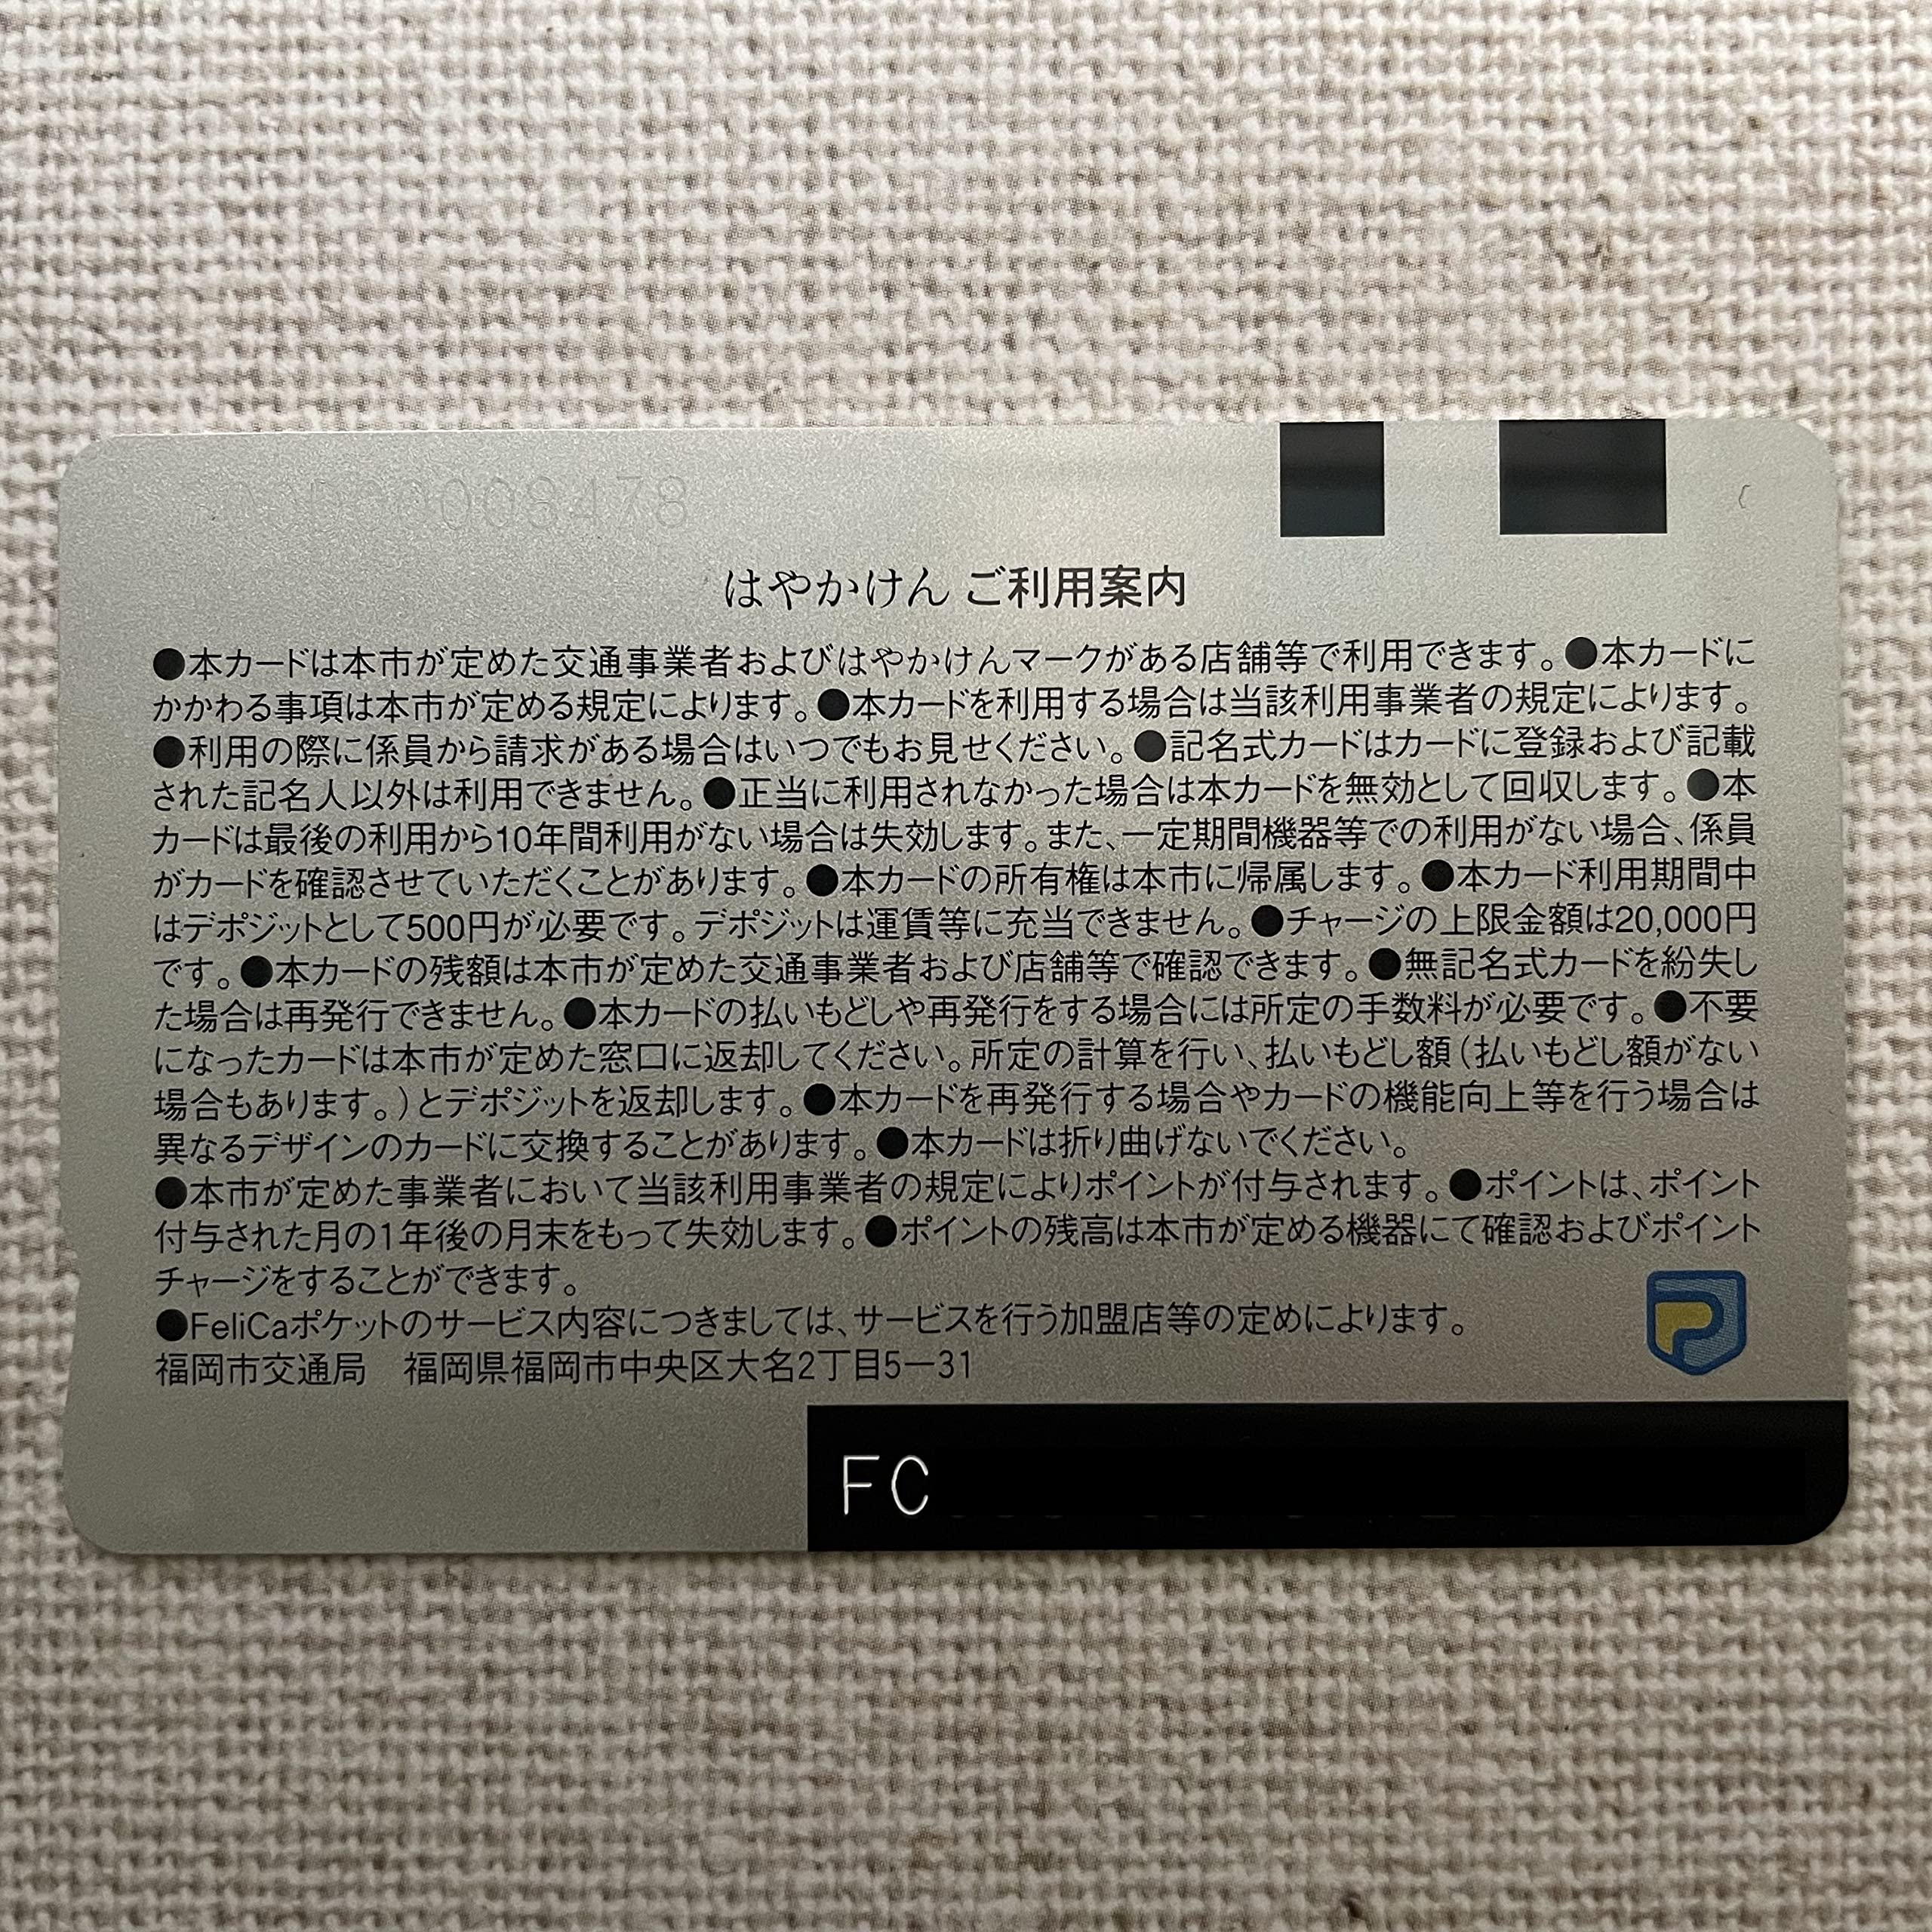 0008478
はやかけん ご利用案内
●本カードは本市が定めた交通事業者およびはやかけんマークがある店舗等で利用できます。●本カードに
かかわる事項は本市が定める規定によります。●本カードを利用する場合は当該利用事業者の規定によります。
●利用の際に係員から請求がある場合はいつでもお見せください。●記名式カードはカードに登録および記載
された記名人以外は利用できません。●正当に利用されなかった場合は本カードを無効として回収します。●本
カードは最後の利用から10年間利用がない場合は失効します。また、一定期間機器等での利用がない場合、係員
がカードを確認させていただくことがあります。●本カードの所有権は本市に帰属します。●本カード利用期間中
はデポジットとして500円が必要です。デポジットは運賃等に充当できません。●チャージの上限金額は20,000円
です。●本カードの残額は本市が定めた交通事業者および店舗等で確認できます。●無記名式カードを紛失し
た場合は再発行できません。●本カードの払いもどしや再発行をする場合には所定の手数料が必要です。●不要
になったカードは本市が定めた窓口に返却してください。所定の計算を行い、払いもどし額(払いもどし額がない
場合もあります。)とデポジットを返却します。●本カードを再発行する場合やカードの機能向上等を行う場合は
異なるデザインのカードに交換することがあります。●本カードは折り曲げないでください。
●本市が定めた事業者において当該利用事業者の規定によりポイントが付与されます。●ポイントは、ポイント
付与された月の1年後の月末をもって失効します。●ポイントの残高は本市が定める機器にて確認およびポイント
チャージをすることができます。
●FeliCaポケットのサービス内容につきましては、サービスを行う加盟店等の定めによります。
福岡市交通局　福岡県福岡市中央区大名2丁目5－31
FC